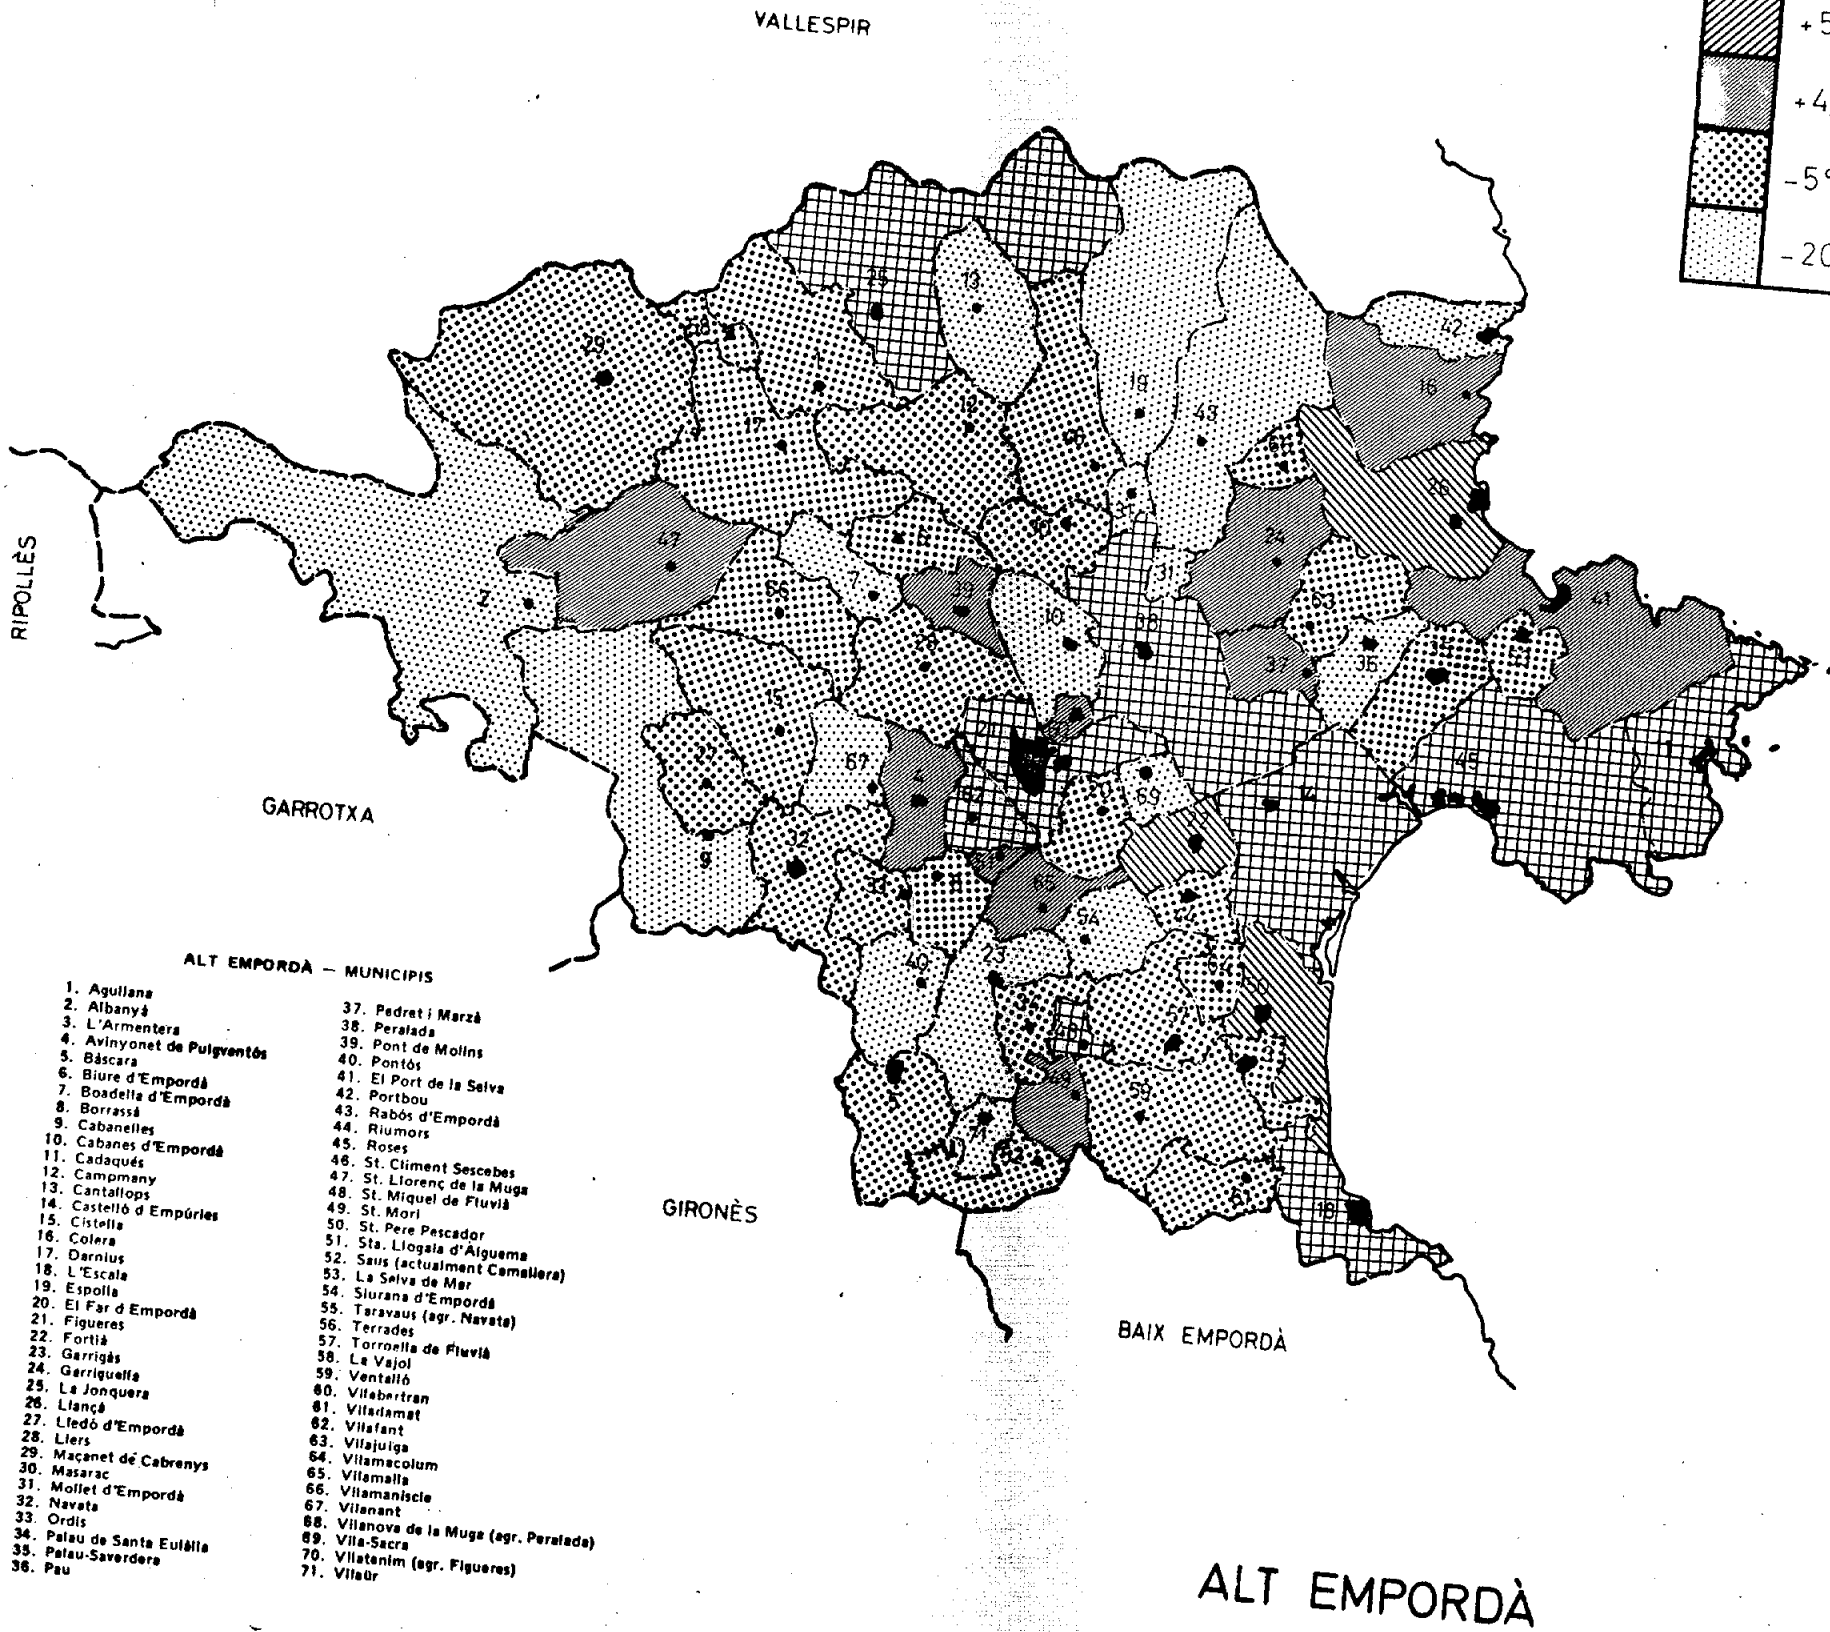 VALLESPIR
+5
+4
-5
-20
RIPOLLÈS
GARROTXA
GIRONÈS
BAIX EMPORDÀ
ALT EMPORDÀ
ALT EMPORDÀ – MUNICIPIS
1. Agullana
2. Albanyà
3. L'Armentera
4. Avinyonet de Puigventós
5. Bàscara
6. Biure d'Empordà
7. Boadella d'Empordà
8. Borrassà
9. Cabanelles
10. Cabanes d'Empordà
11. Cadaqués
12. Campmany
13. Cantallops
14. Castelló d Empúries
15. Cistella
16. Colera
17. Darnius
18. L'Escala
19. Espolla
20. El Far d Empordà
21. Figueres
22. Fortià
23. Garrigàs
24. Garriguella
25. La Jonquera
26. Llançà
27. Lledó d'Empordà
28. Llers
29. Maçanet de Cabrenys
30. Masarac
31. Mollet d'Empordà
32. Navata
33. Ordis
34. Palau de Santa Eulàlia
35. Palau-Saverdera
36. Pau
37. Pedret i Marzà
38. Peralada
39. Pont de Molins
40. Pontós
41. El Port de la Selva
42. Portbou
43. Rabós d'Empordà
44. Riumors
45. Roses
46. St. Climent Sescebes
47. St. Llorenç de la Muga
48. St. Miquel de Fluvià
49. St. Mori
50. St. Pere Pescador
51. Sta. Llogaia d'Alguema
52. Saus (actualment Camallera)
53. La Selva de Mar
54. Siurana d'Empordà
55. Taravaus (agr. Navata)
56. Terrades
57. Torroella de Fluvià
58. La Vajol
59. Ventalló
60. Vilabertran
61. Viladamat
62. Vilafant
63. Vilajuïga
64. Vilamacolum
65. Vilamalla
66. Vilamaniscle
67. Vilanant
68. Vilanova de la Muga (agr. Peralada)
69. Vila-Sacra
70. Vilatenim (agr. Figueres)
71. Vilaür